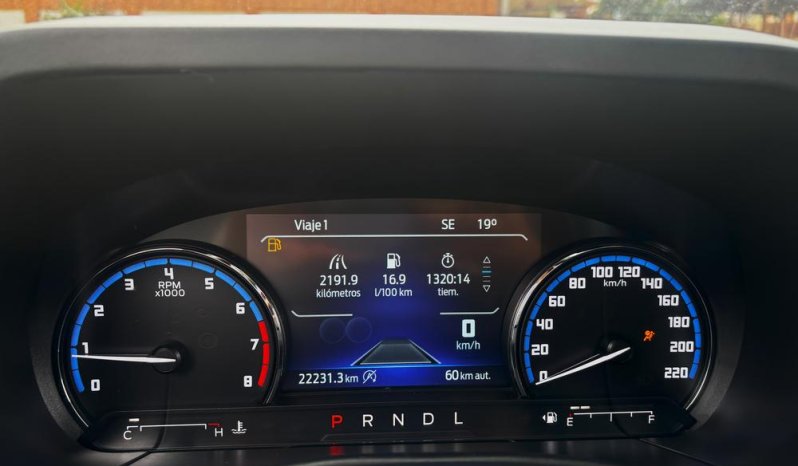 Viaje 1 SE 19°
2191.9 16.9 1320:14
kilómetros l/100 km tiem.
0
km/h
22231.3 km 60 km aut.
0 1 2 3 4 5 6 7 8
RPM
x1000
0 20 40 60 80 100 120 140 160 180 200 220
km/h
C H
P R N D L
E F